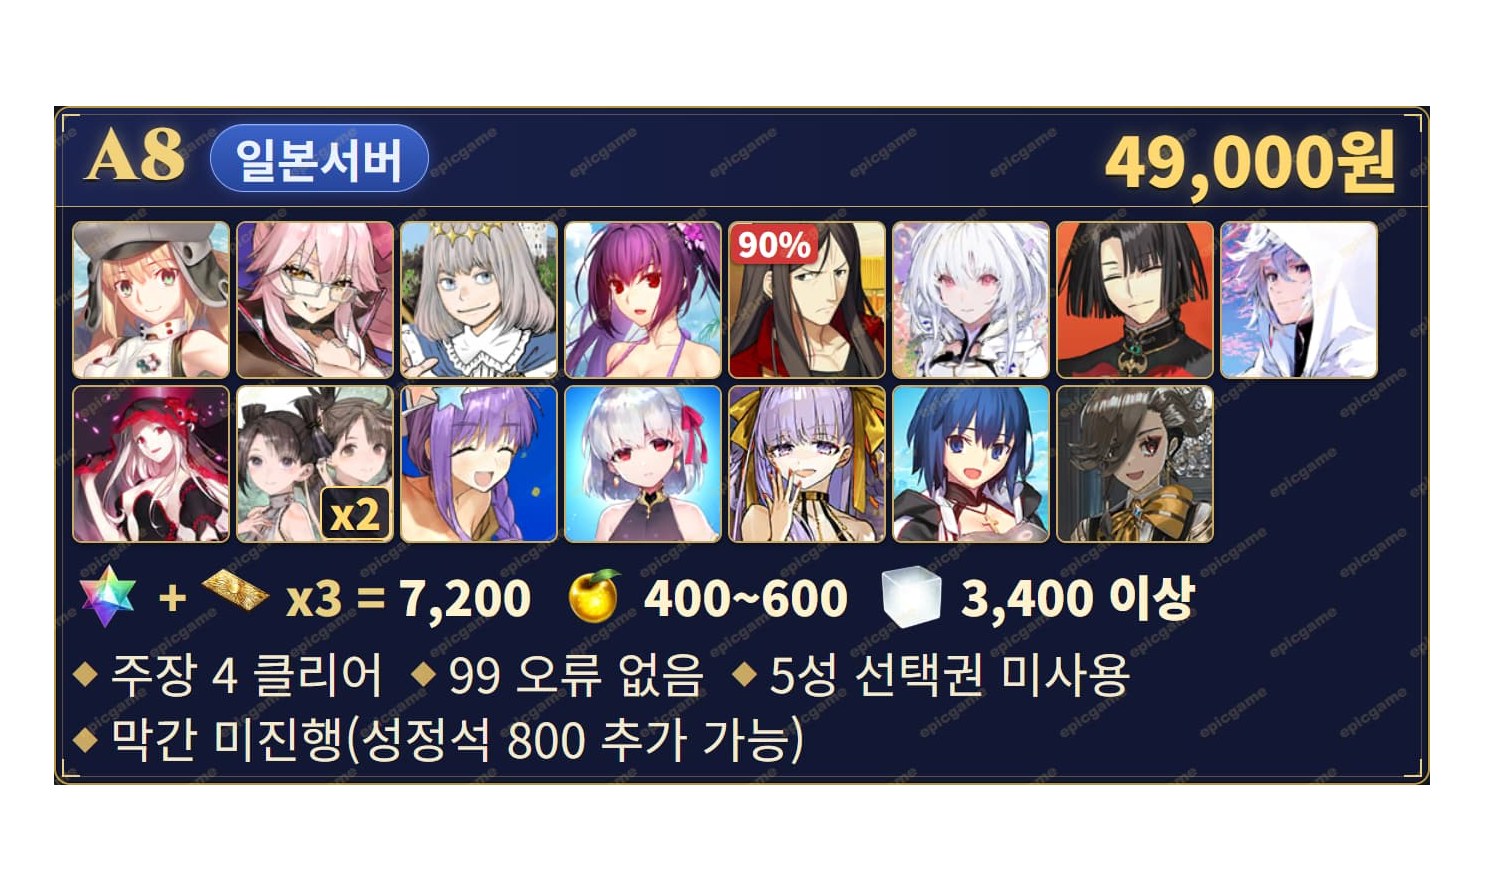 A8 일본서버 49,000원
90%
x2
+ x3 = 7,200 400~600 3,400 이상
◆ 주장 4 클리어 ◆ 99 오류 없음 ◆ 5성 선택권 미사용
◆ 막간 미진행(성정석 800 추가 가능)
epicgame